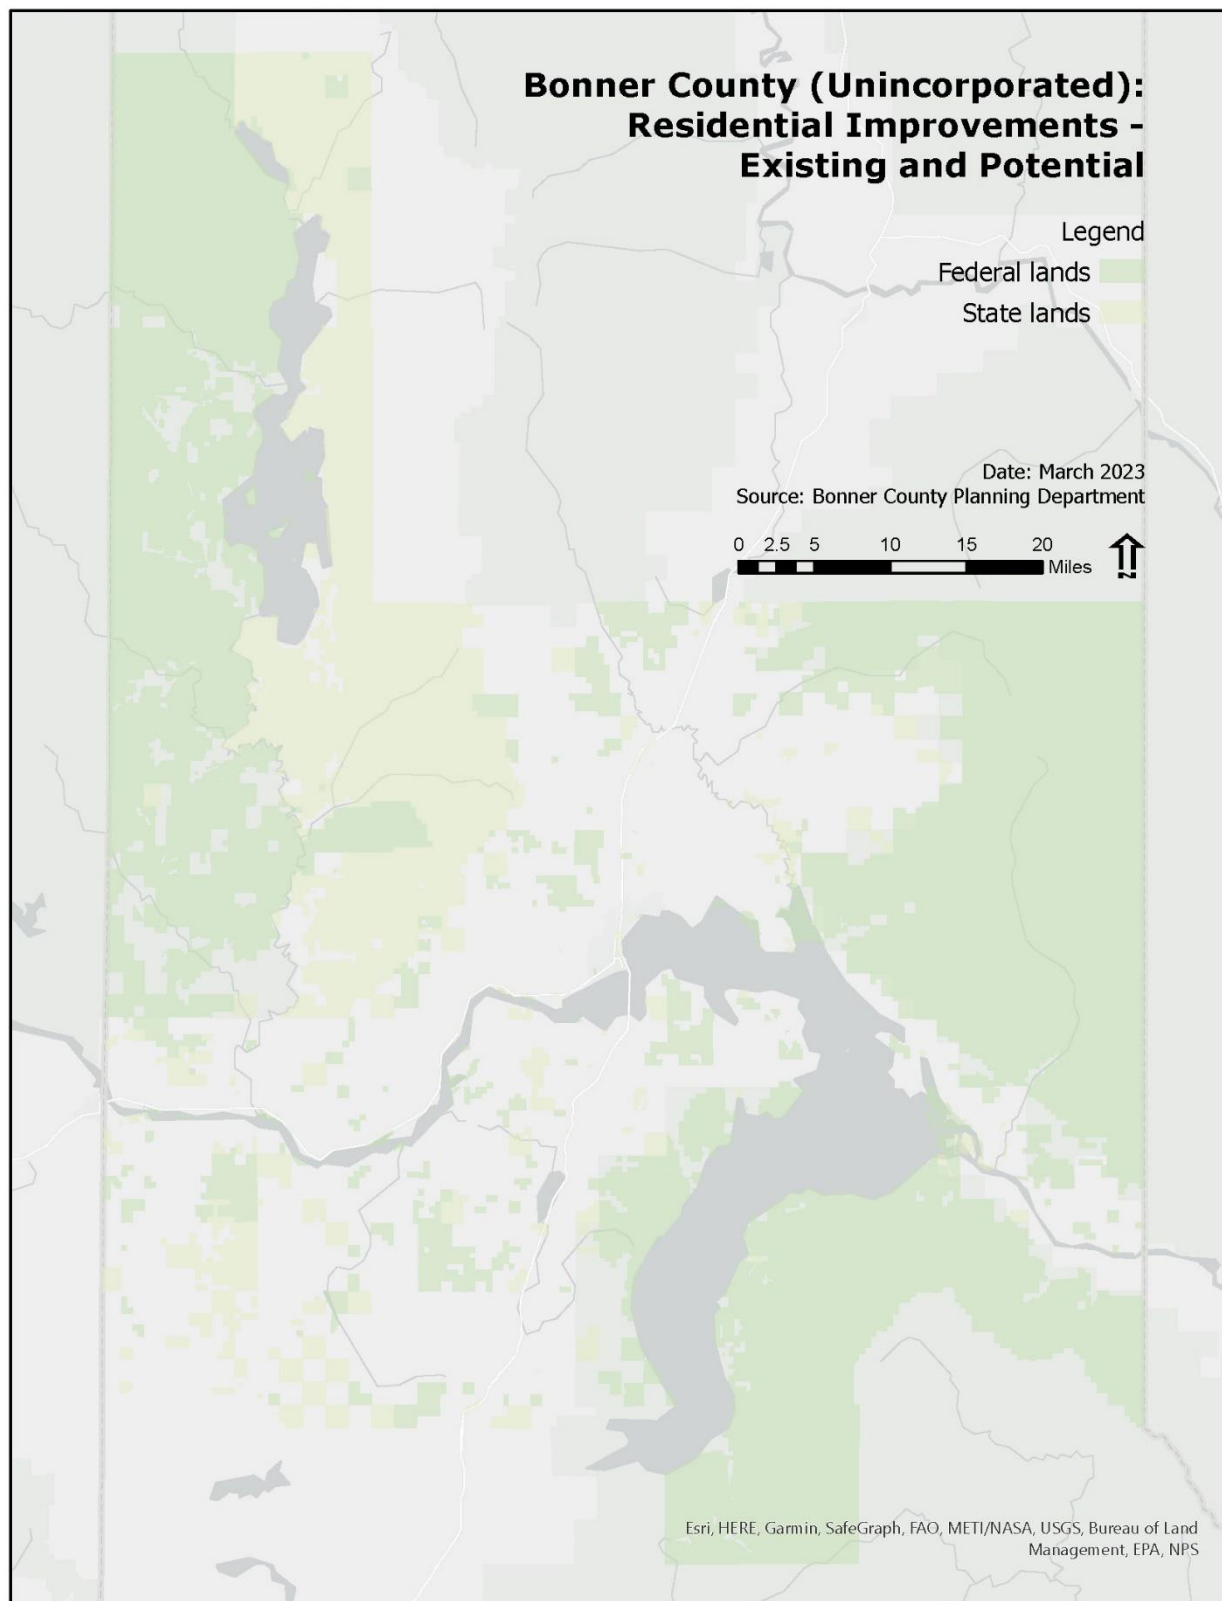 Bonner County (Unincorporated):
Residential Improvements -
Existing and Potential
Legend
Federal lands
State lands
Date: March 2023
Source: Bonner County Planning Department
0 2.5 5 10 15 20
Miles
N
Esri, HERE, Garmin, SafeGraph, FAO, METI/NASA, USGS, Bureau of Land
Management, EPA, NPS